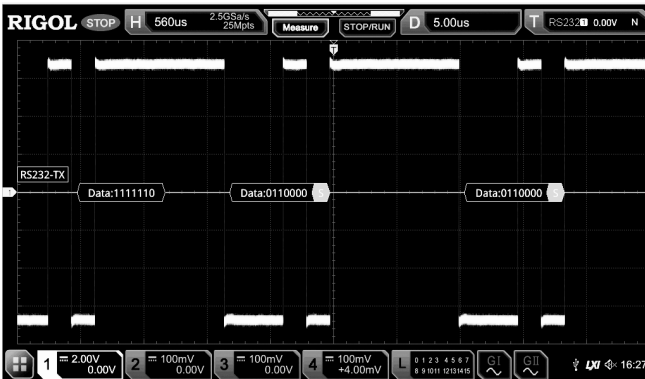 RIGOL STOP H 560us 2.5GSa/s 25Mpts Measure STOP/RUN D 5.00us T RS232 1 0.00V N
T
RS232-TX
1 Data:1111110 Data:0110000 S Data:0110000 S
1 2.00V 0.00V 2 100mV 0.00V 3 100mV 0.00V 4 100mV +4.00mV L 0 1 2 3 4 5 6 7 8 9 10 11 12 13 14 15 GI GII LXI 16:27